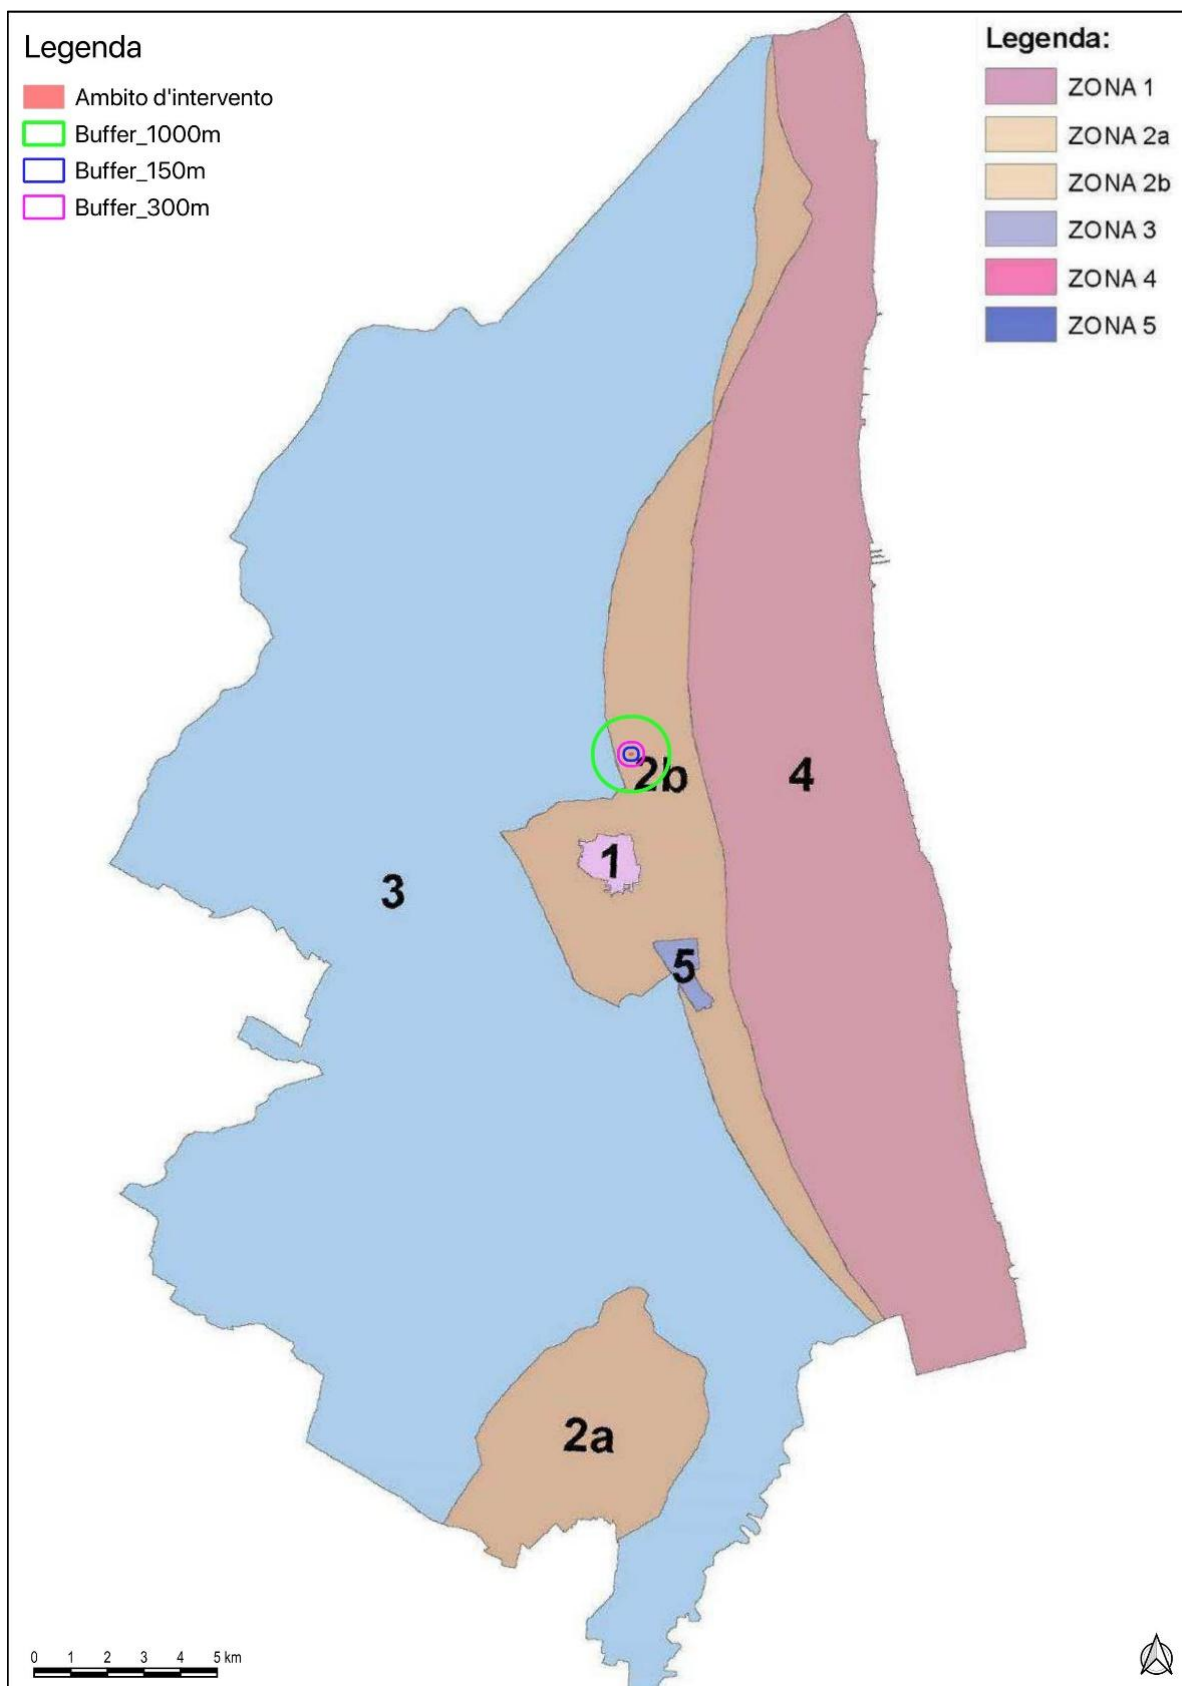 Legenda
Ambito d'intervento
Buffer_1000m
Buffer_150m
Buffer_300m
Legenda:
ZONA 1
ZONA 2a
ZONA 2b
ZONA 3
ZONA 4
ZONA 5
2b
4
1
3
5
2a
0 1 2 3 4 5 km